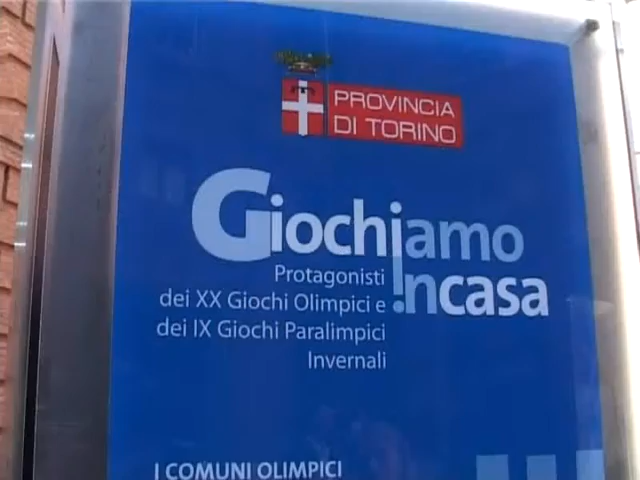 PROVINCIA
DI TORINO
Giochiamo
Protagonisti
incasa
dei XX Giochi Olimpici e
dei IX Giochi Paralimpici
Invernali
I COMUNI OLIMPICI